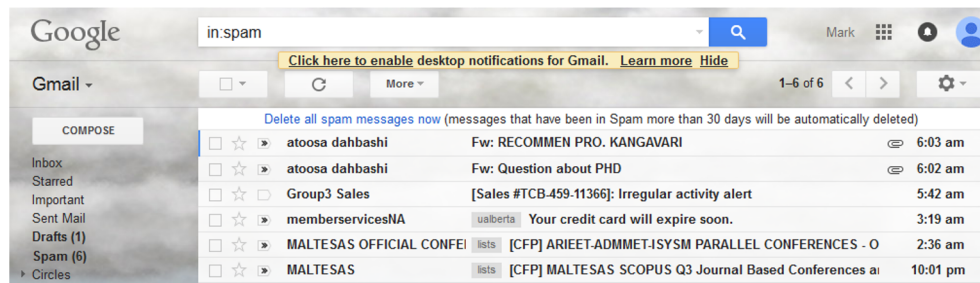 Google in:spam Mark
Click here to enable desktop notifications for Gmail. Learn more Hide
Gmail More 1–6 of 6
Delete all spam messages now (messages that have been in Spam more than 30 days will be automatically deleted)
COMPOSE
Inbox
Starred
Important
Sent Mail
Drafts (1)
Spam (6)
Circles
atoosa dahbashi Fw: RECOMMEN PRO. KANGAVARI 6:03 am
atoosa dahbashi Fw: Question about PHD 6:02 am
Group3 Sales [Sales #TCB-459-11366]: Irregular activity alert 5:42 am
memberservicesNA ualberta Your credit card will expire soon. 3:19 am
MALTESAS OFFICIAL CONFEI lists [CFP] ARIEET-ADMMET-ISYSM PARALLEL CONFERENCES - O 2:36 am
MALTESAS lists [CFP] MALTESAS SCOPUS Q3 Journal Based Conferences a 10:01 pm